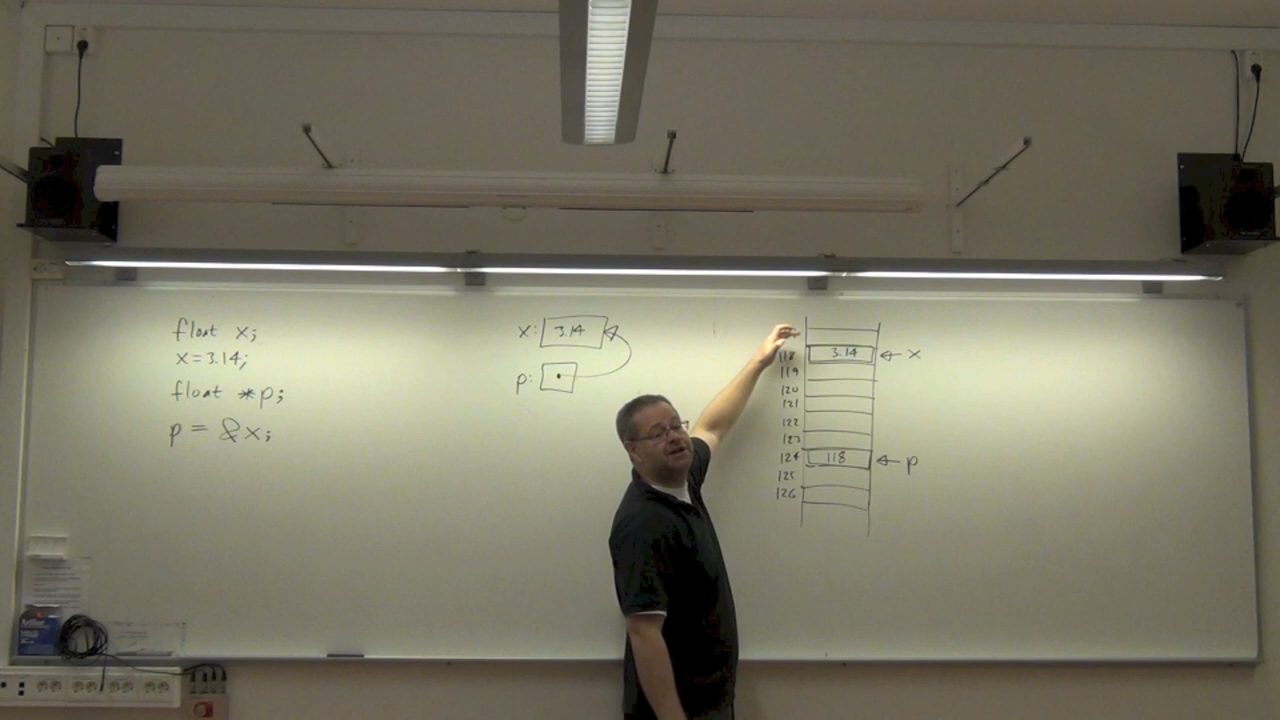 float x;
x=3.14;
float *p;
p = &x;
x: 3.14
p:
118 3.14 ← x
119
120
121
122
123
124 118 ← p
125
126